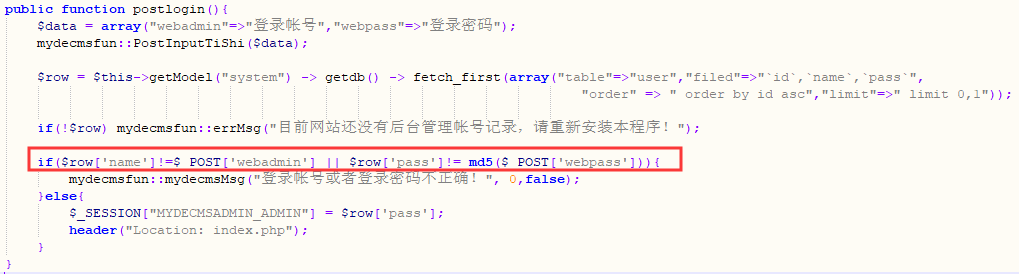 public function postlogin(){
$data = array("webadmin"=>"登录帐号","webpass"=>"登录密码");
mydecmsfun::PostInputTiShi($data);
$row = $this->getModel("system") -> getdb() -> fetch_first(array("table"=>"user","filed"=>"`id`,`name`,`pass`",
"order" => " order by id asc","limit"=>" limit 0,1"));
if(!$row) mydecmsfun::errMsg("目前网站还没有后台管理帐号记录，请重新安装本程序！");
if($row['name']!=$_POST['webadmin'] || $row['pass']!= md5($_POST['webpass'])){
mydecmsfun::mydecmsMsg("登录帐号或者登录密码不正确！", 0,false);
}else{
$_SESSION["MYDECMSADMIN_ADMIN"] = $row['pass'];
header("Location: index.php");
}
}